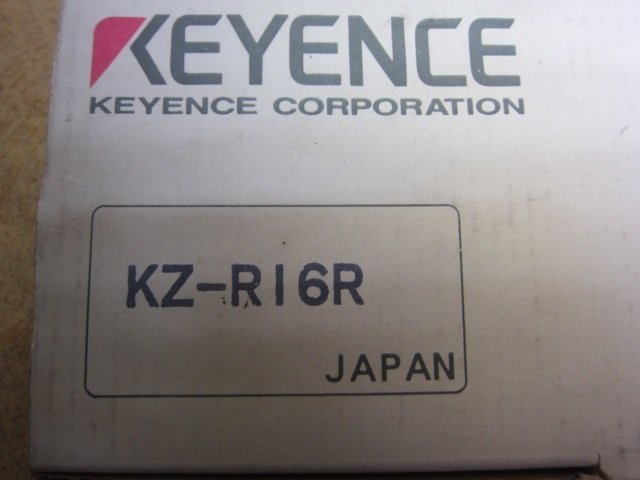 KEYENCE
KEYENCE CORPORATION
KZ-R16R
JAPAN